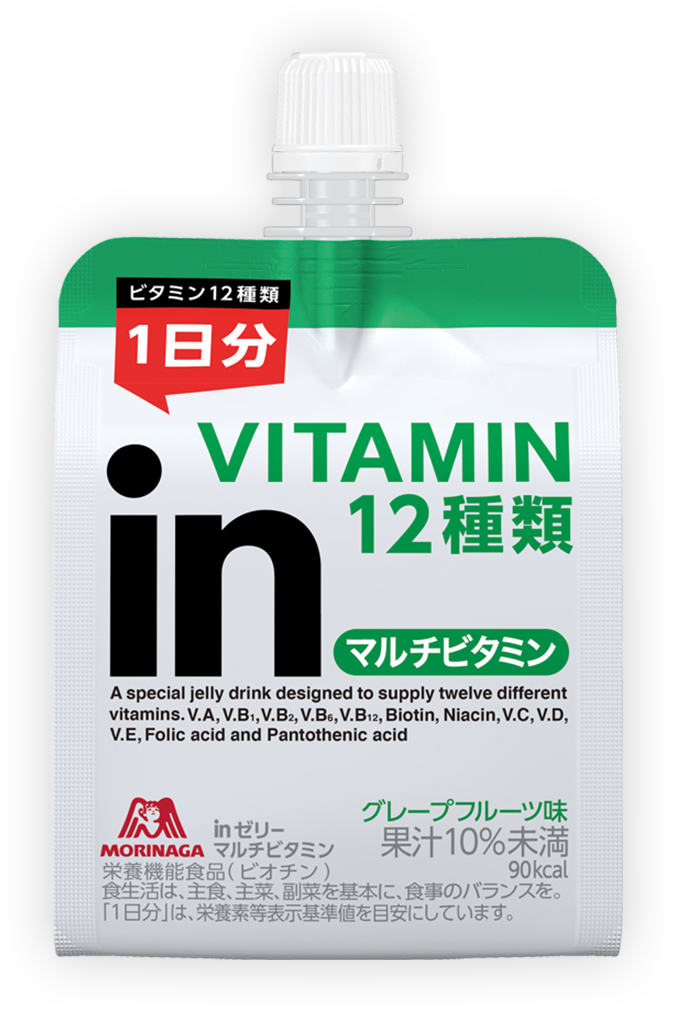 ビタミン12種類
1日分
VITAMIN
12種類
in
マルチビタミン
A special jelly drink designed to supply twelve different
vitamins. V.A, V.B1, V.B2, V.B6, V.B12, Biotin, Niacin, V.C, V.D,
V.E, Folic acid and Pantothenic acid
MORINAGA
inゼリー
マルチビタミン
グレープフルーツ味
果汁10%未満
90kcal
栄養機能食品(ビオチン)
食生活は、主食、主菜、副菜を基本に、食事のバランスを。
「1日分」は、栄養素等表示基準値を目安にしています。